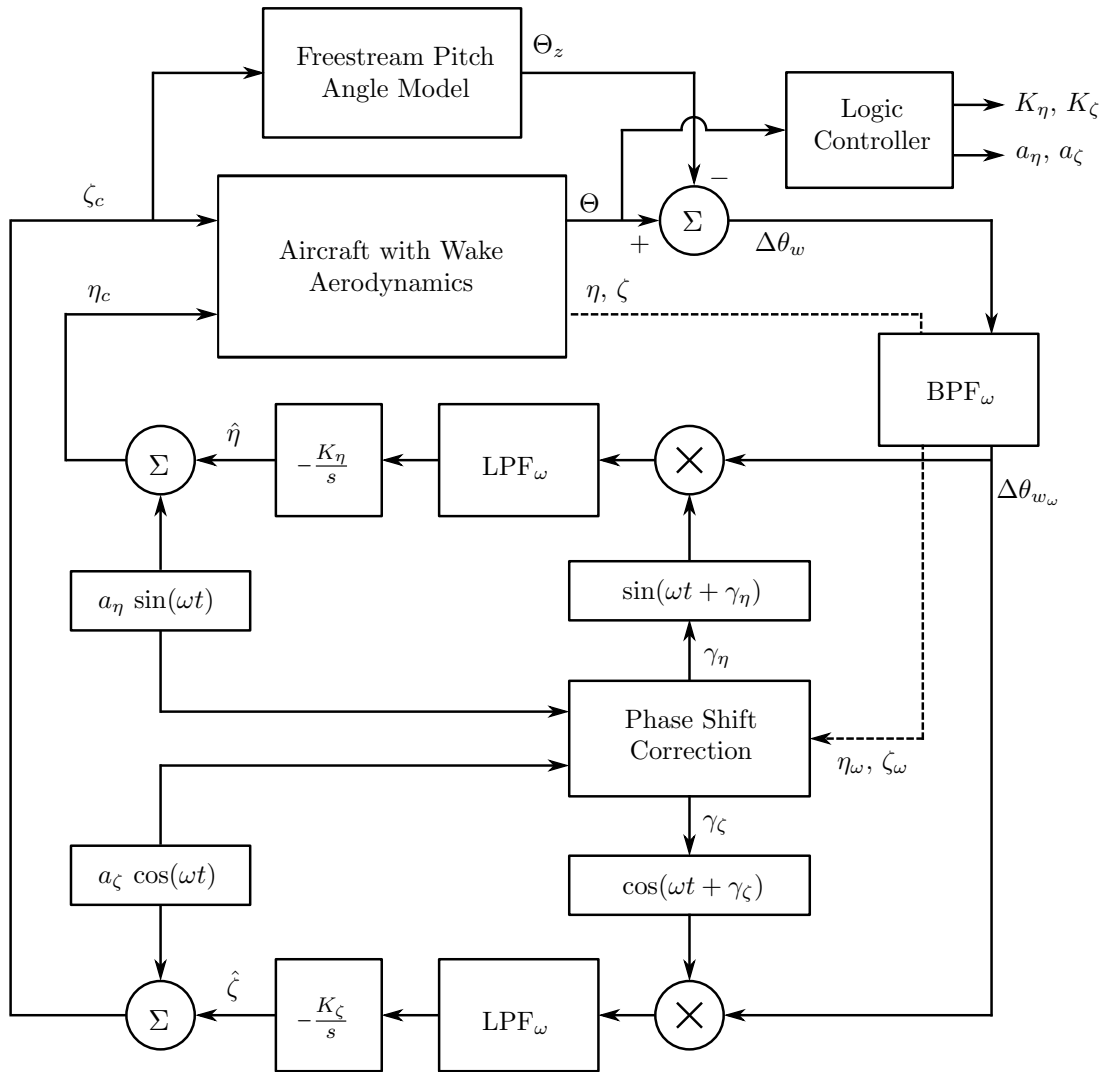 Freestream Pitch
Angle Model
Θ_z
Logic
Controller
K_η, K_ζ
a_η, a_ζ
ζ_c
Θ
−
Σ
+
Δθ_w
Aircraft with Wake
Aerodynamics
η_c
η, ζ
BPF_ω
Σ
η̂
-K_η/s
LPF_ω
×
Δθ_{w_ω}
a_η sin(ωt)
sin(ωt + γ_η)
γ_η
Phase Shift
Correction
η_ω, ζ_ω
γ_ζ
a_ζ cos(ωt)
cos(ωt + γ_ζ)
Σ
ζ̂
-K_ζ/s
LPF_ω
×